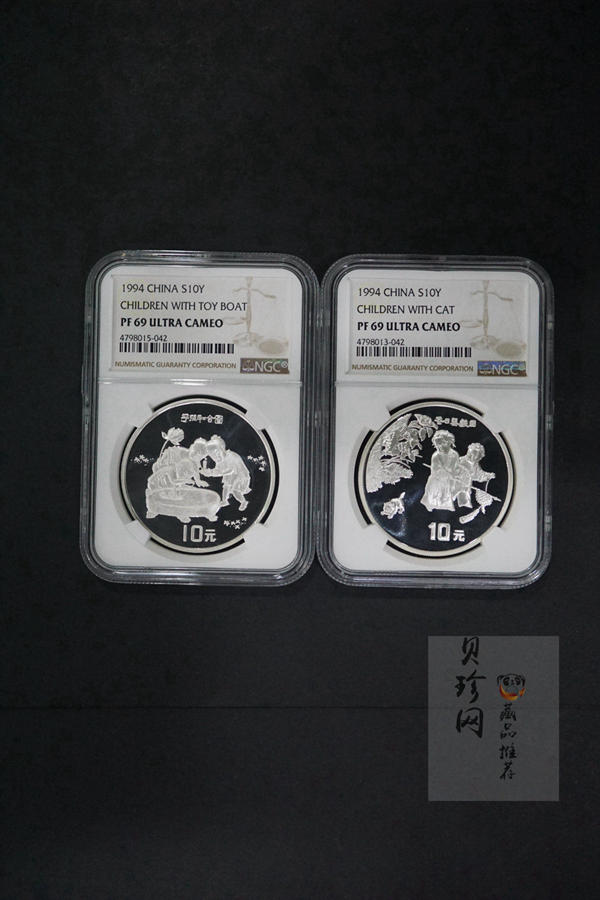 1994 CHINA S10Y
CHILDREN WITH TOY BOAT
PF 69 ULTRA CAMEO
4798015-042
NUMISMATIC GUARANTY CORPORATION
NGC®
10元
1994 CHINA S10Y
CHILDREN WITH CAT
PF 69 ULTRA CAMEO
4798013-042
NUMISMATIC GUARANTY CORPORATION
NGC®
10元
贝珍网
藏品推荐